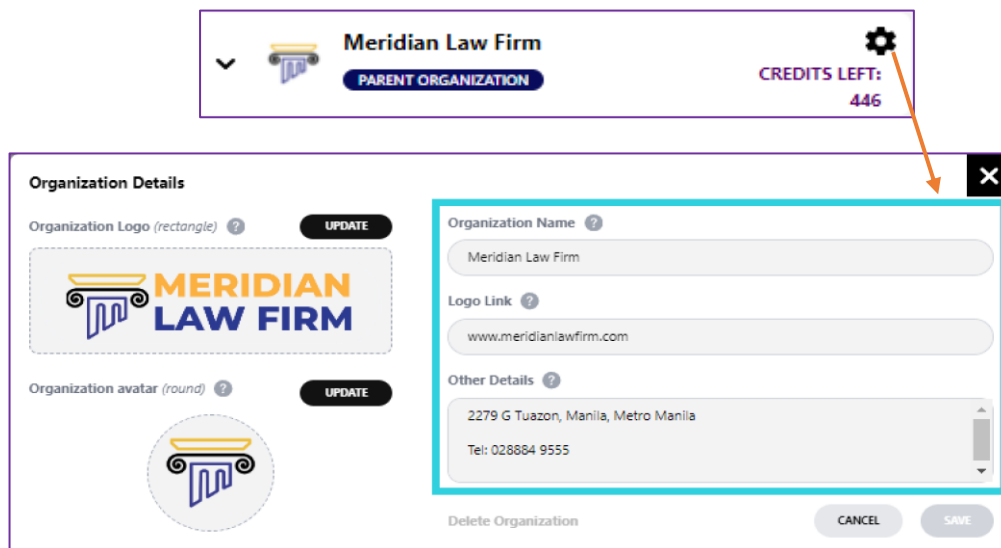 Meridian Law Firm
PARENT ORGANIZATION
CREDITS LEFT:
446
Organization Details
Organization Logo (rectangle) ?
UPDATE
MERIDIAN
LAW FIRM
Organization avatar (round) ?
UPDATE
Organization Name ?
Meridian Law Firm
Logo Link ?
www.meridianlawfirm.com
Other Details ?
2279 G Tuazon, Manila, Metro Manila
Tel: 028884 9555
Delete Organization
CANCEL
SAVE